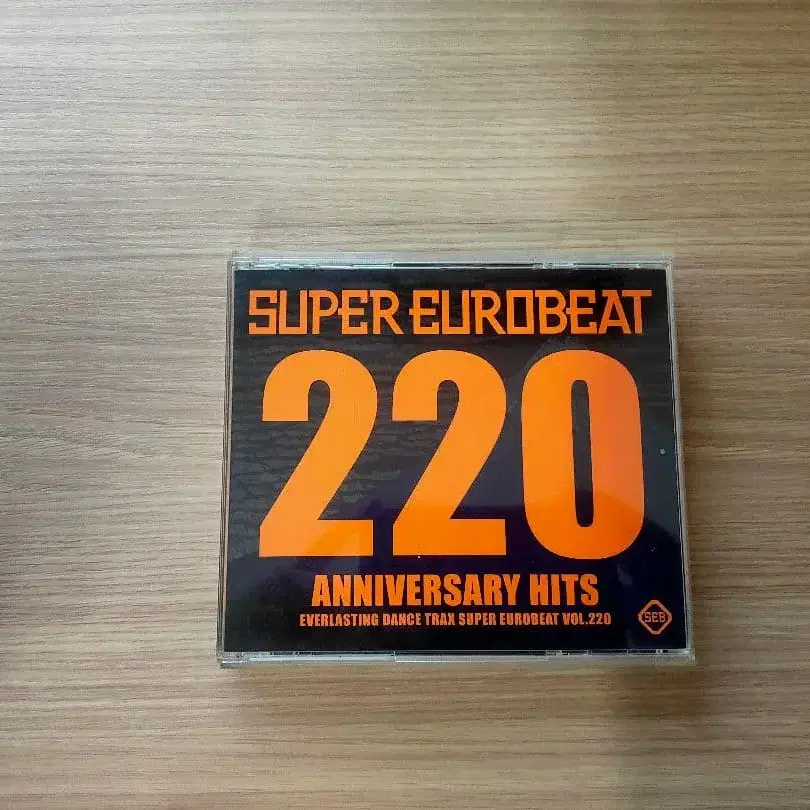 SUPER EUROBEAT
220
ANNIVERSARY HITS
EVERLASTING DANCE TRAX SUPER EUROBEAT VOL.220
SEB